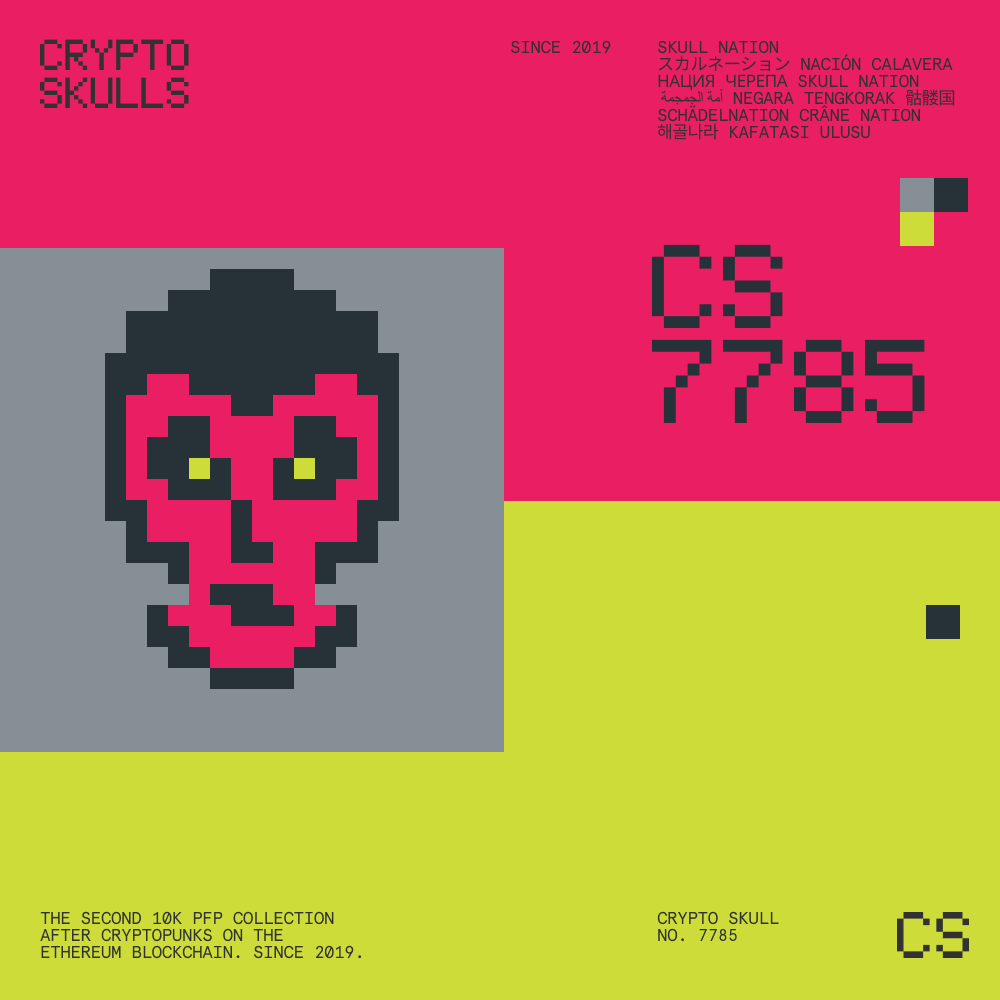 CRYPTO
SKULLS
SINCE 2019
SKULL NATION
スカルネーション NACIÓN CALAVERA
НАЦИЯ ЧЕРЕПА SKULL NATION
أمة الجمجمة NEGARA TENGKORAK 骷髅国
SCHÄDELNATION CRÂNE NATION
해골나라 KAFATASI ULUSU
CS
7785
THE SECOND 10K PFP COLLECTION
AFTER CRYPTOPUNKS ON THE
ETHEREUM BLOCKCHAIN. SINCE 2019.
CRYPTO SKULL
NO. 7785
CS